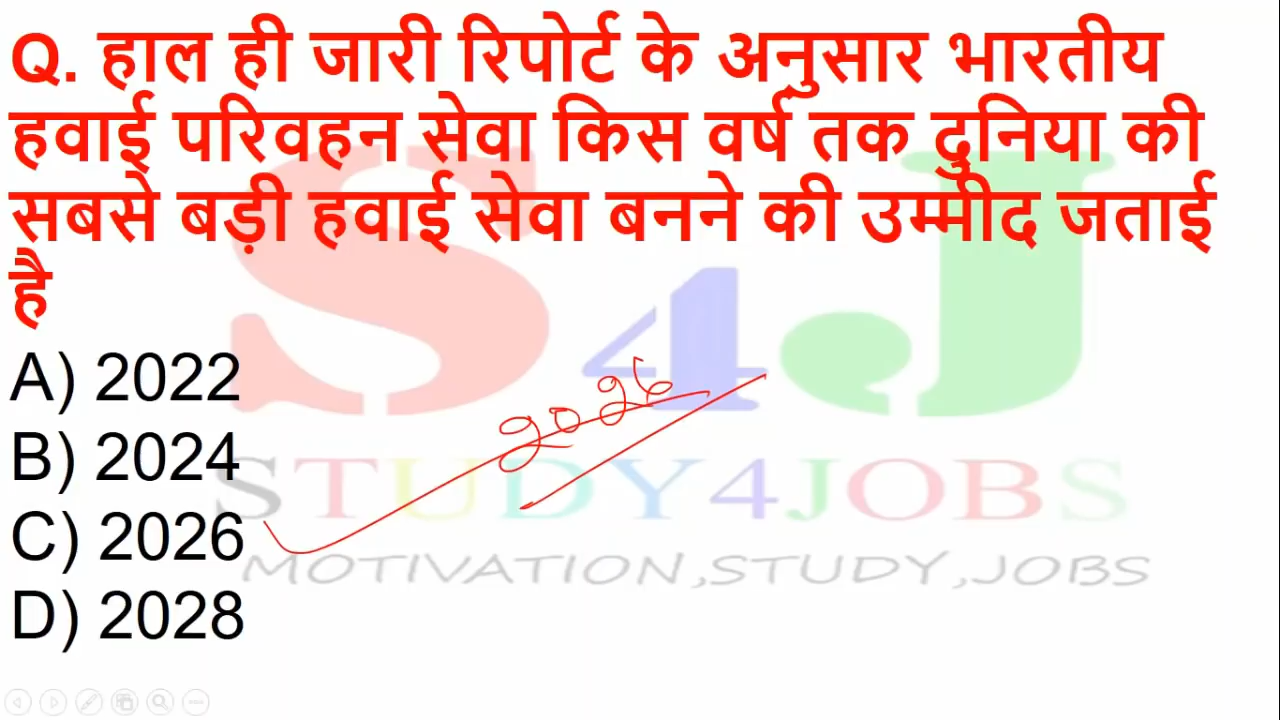 Q. हाल ही जारी रिपोर्ट के अनुसार भारतीय
हवाई परिवहन सेवा किस वर्ष तक दुनिया की
सबसे बड़ी हवाई सेवा बनने की उम्मीद जताई
है
A) 2022
2026
B) 2024
C) 2026
D) 2028
S4J
STUDY4JOBS
MOTIVATION,STUDY,JOBS